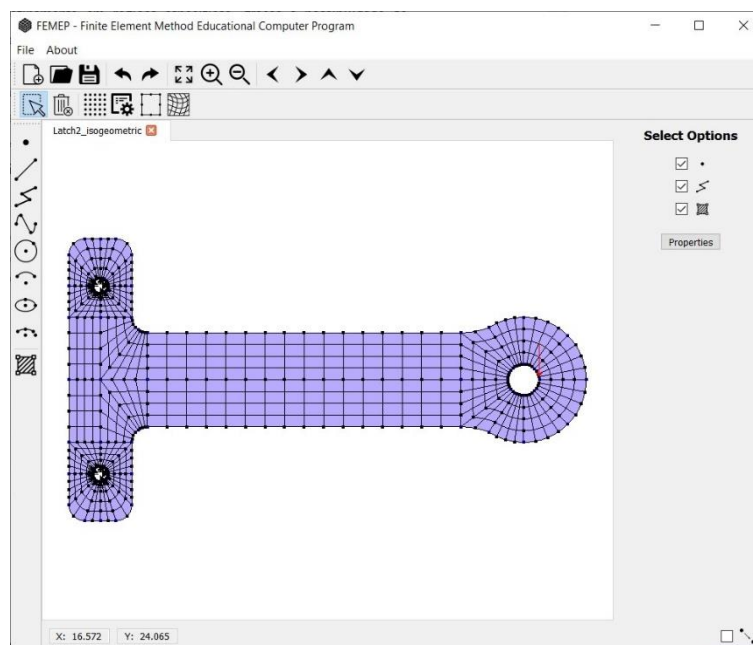 FEMEP - Finite Element Method Educational Computer Program
File About
Latch2_isogeometric
Select Options
Properties
X: 16.572 Y: 24.065